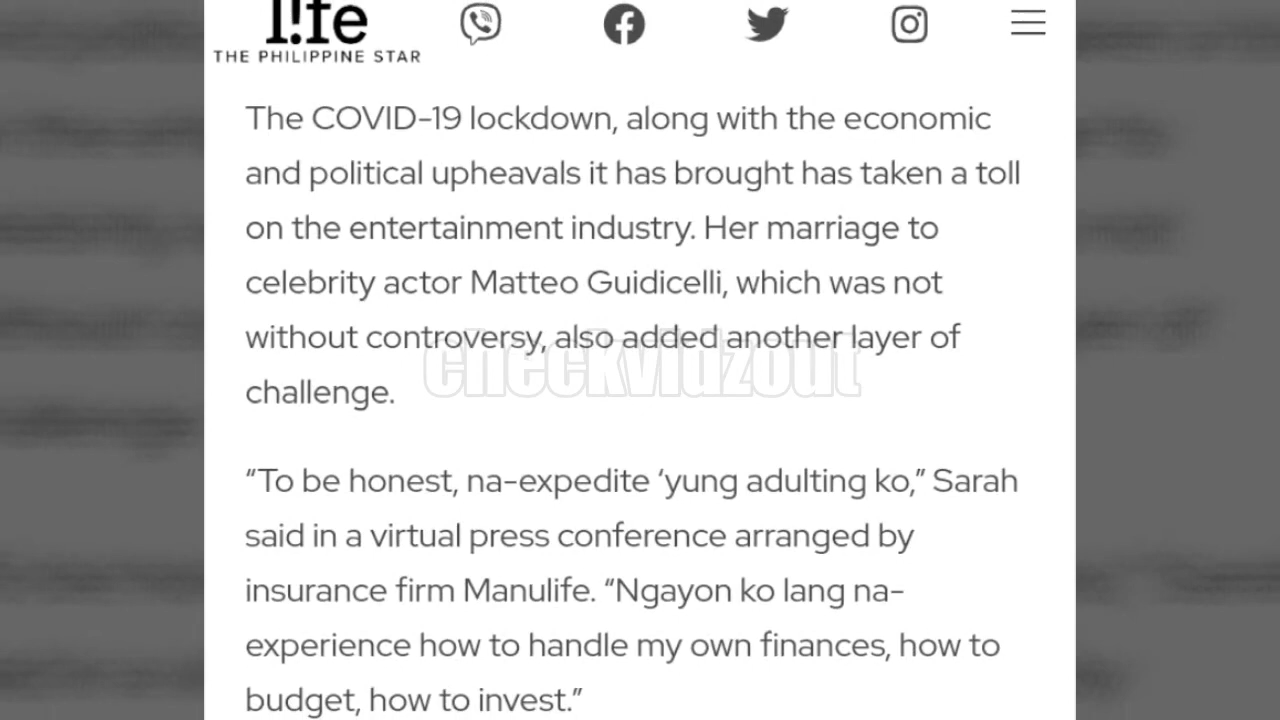 l!fe
THE PHILIPPINE STAR
The COVID-19 lockdown, along with the economic
and political upheavals it has brought has taken a toll
on the entertainment industry. Her marriage to
celebrity actor Matteo Guidicelli, which was not
without controversy, also added another layer of
checkvidzout
challenge.
“To be honest, na-expedite ‘yung adulting ko,” Sarah
said in a virtual press conference arranged by
insurance firm Manulife. “Ngayon ko lang na-
experience how to handle my own finances, how to
budget, how to invest.”